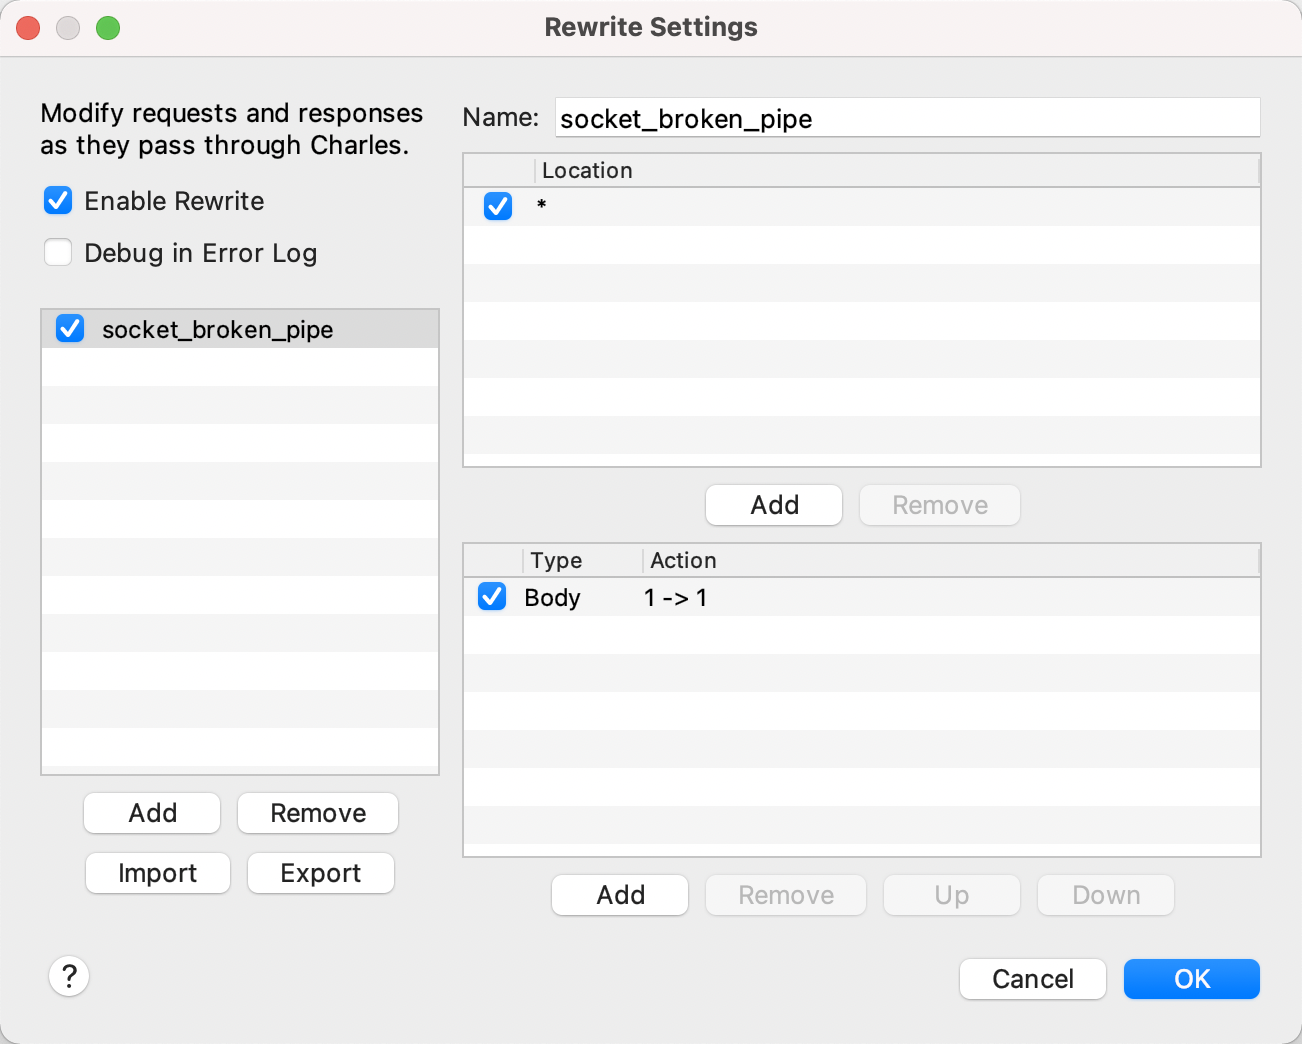 Rewrite Settings
Modify requests and responses
as they pass through Charles.
Enable Rewrite
Debug in Error Log
socket_broken_pipe
Add
Remove
Import
Export
?
Name:
socket_broken_pipe
Location
*
Add
Remove
Type
Action
Body
1 -> 1
Add
Remove
Up
Down
Cancel
OK